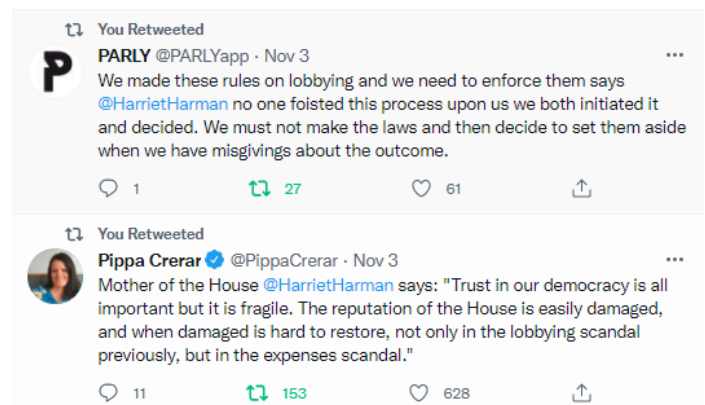 You Retweeted
PARLY @PARLYapp · Nov 3
We made these rules on lobbying and we need to enforce them says
@HarrietHarman no one foisted this process upon us we both initiated it
and decided. We must not make the laws and then decide to set them aside
when we have misgivings about the outcome.
1 27 61
You Retweeted
Pippa Crerar @PippaCrerar · Nov 3
Mother of the House @HarrietHarman says: "Trust in our democracy is all
important but it is fragile. The reputation of the House is easily damaged,
and when damaged is hard to restore, not only in the lobbying scandal
previously, but in the expenses scandal."
11 153 628